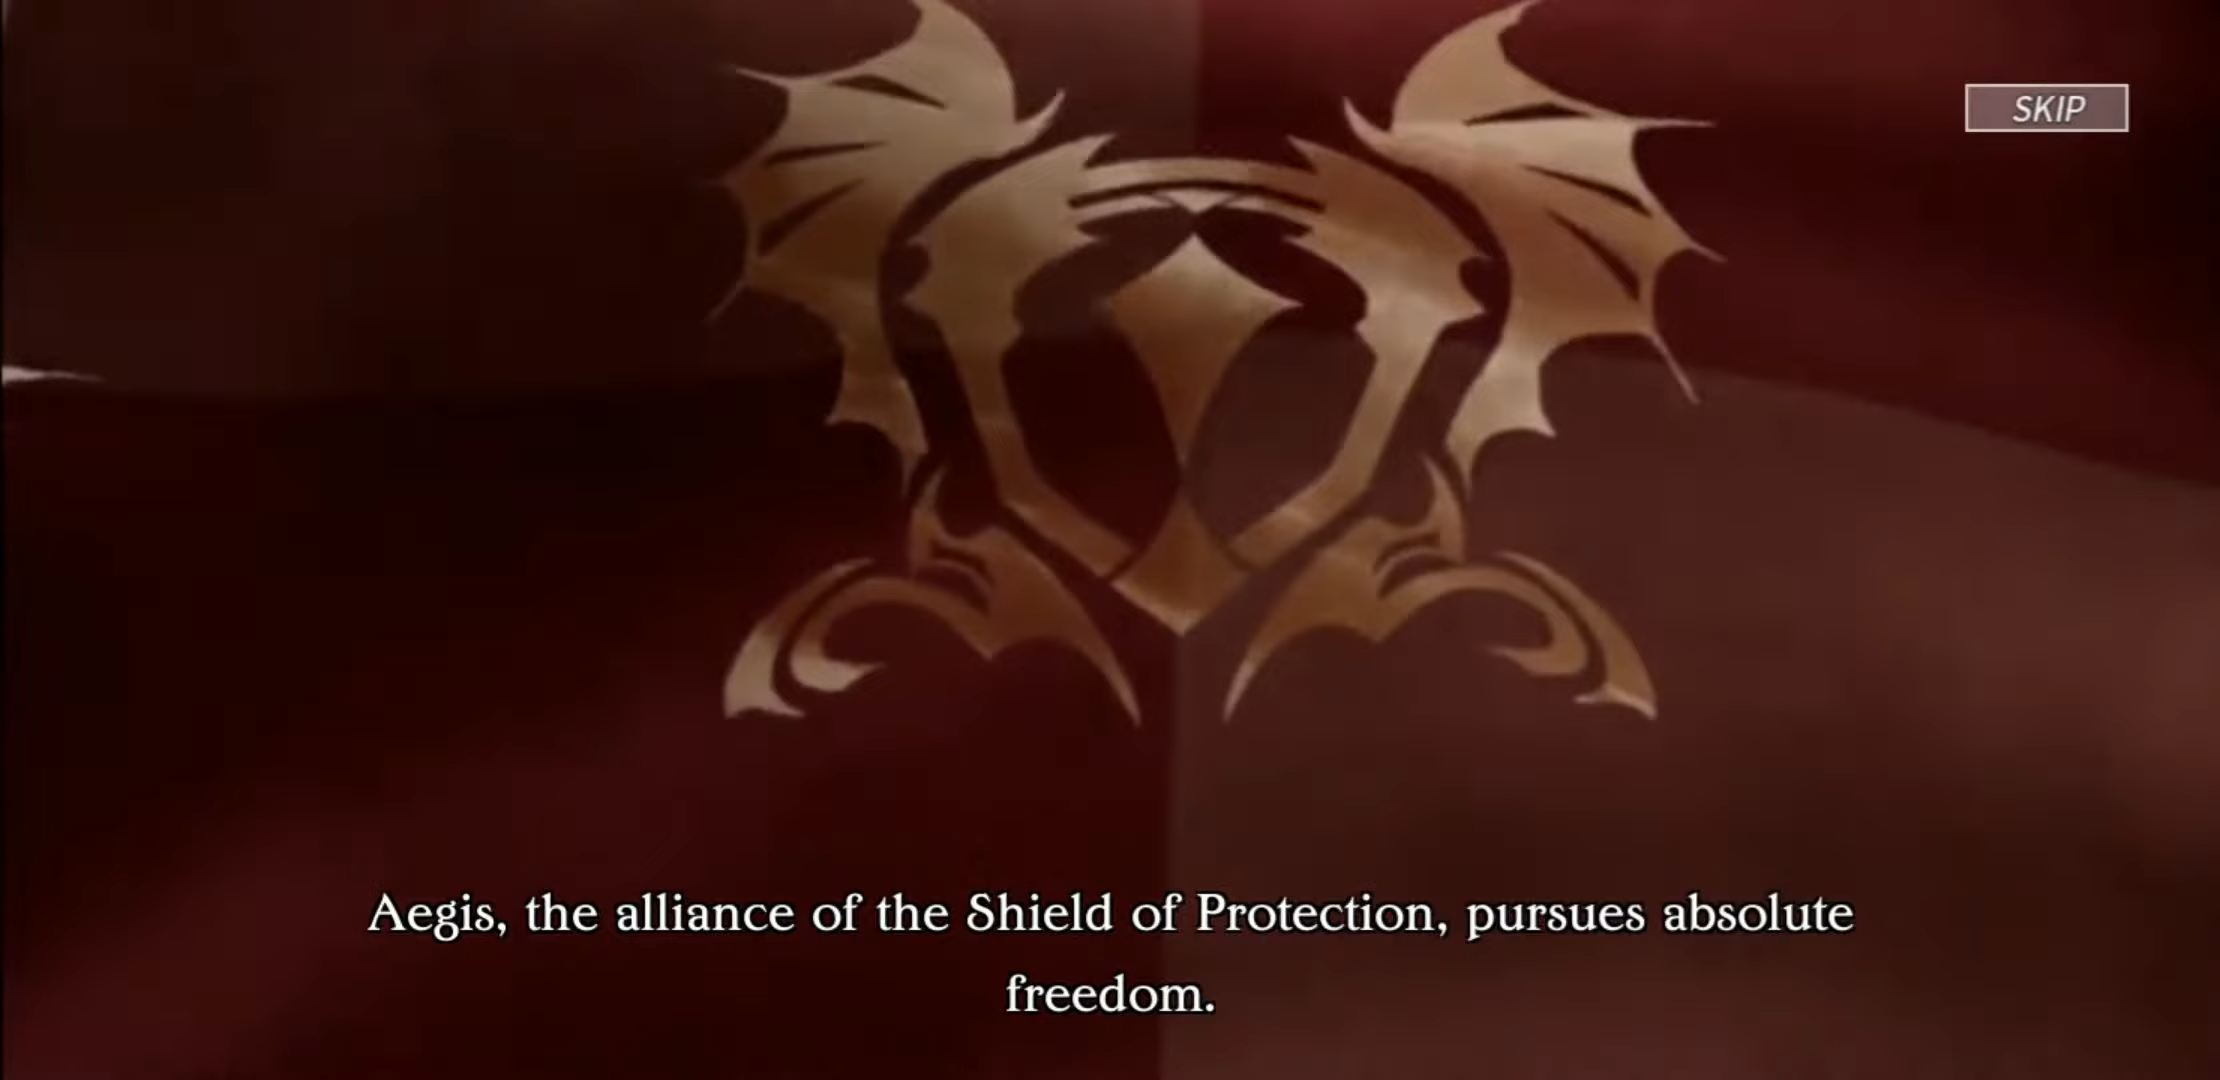 SKIP
Aegis, the alliance of the Shield of Protection, pursues absolute
freedom.